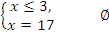 { x ≤ 3,
x = 17 ∅